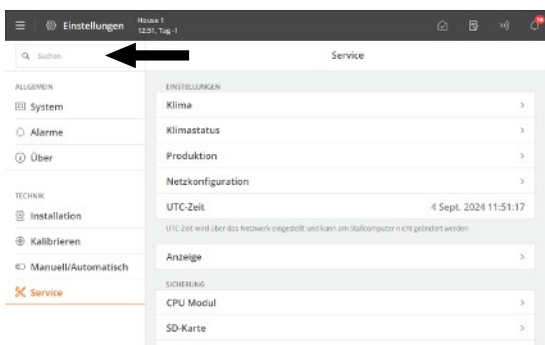 Einstellungen
House 1
12:51, Tag -1
Suchen
Service
ALLGEMEIN
System
Alarme
Über
TECHNIK
Installation
Kalibrieren
Manuell/Automatisch
Service
EINSTELLUNGEN
Klima
Klimastatus
Produktion
Netzkonfiguration
UTC-Zeit 4 Sept. 2024 11:51:17
UTC-Zeit wird über das Netzwerk eingestellt und kann am Stallcomputer nicht geändert werden
Anzeige
SICHERUNG
CPU Modul
SD-Karte